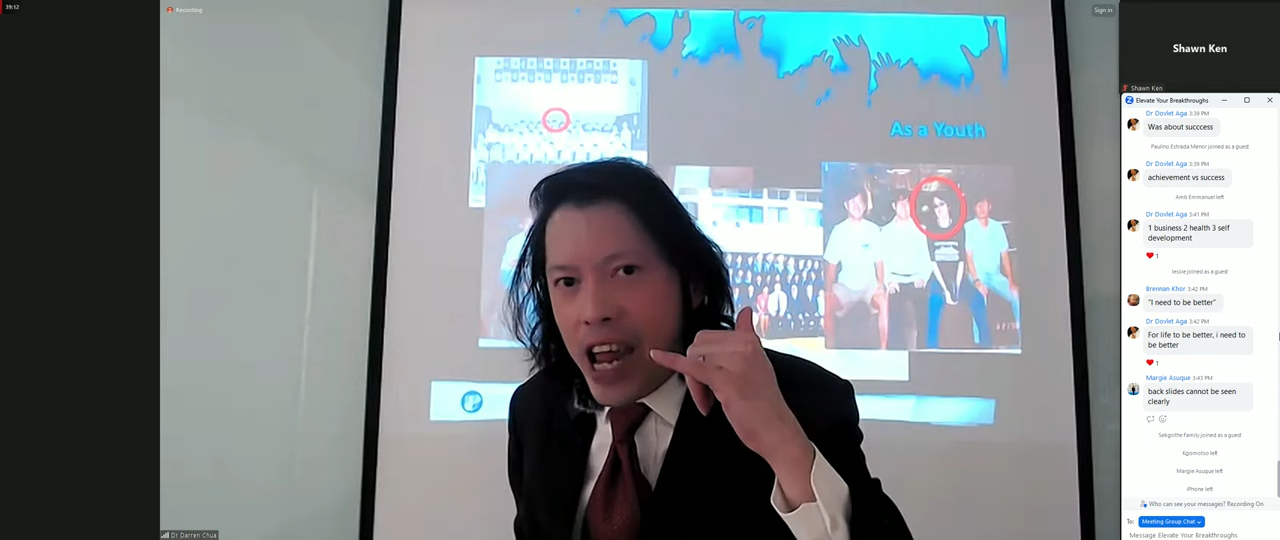 39:12
Recording
Sign in
As a Youth
Dr Darren Chua
Shawn Ken
Shawn Ken
Elevate Your Breakthroughs
Dr Dovlet Aga 3:39 PM
Was about succcess
Paulino Estrada Menor joined as a guest
Dr Dovlet Aga 3:39 PM
achievement vs success
Amb Emmanuel left
Dr Dovlet Aga 3:41 PM
1 business 2 health 3 self
development
1
Iessie joined as a guest
Brennan Khor 3:42 PM
"I need to be better"
Dr Dovlet Aga 3:42 PM
For life to be better, i need to
be better
1
Margie Asuque 3:43 PM
back slides cannot be seen
clearly
Sekgothe Family joined as a guest
Kgomotso left
Margie Asuque left
iPhone left
Who can see your messages? Recording On
To: Meeting Group Chat
Message Elevate Your Breakthroughs